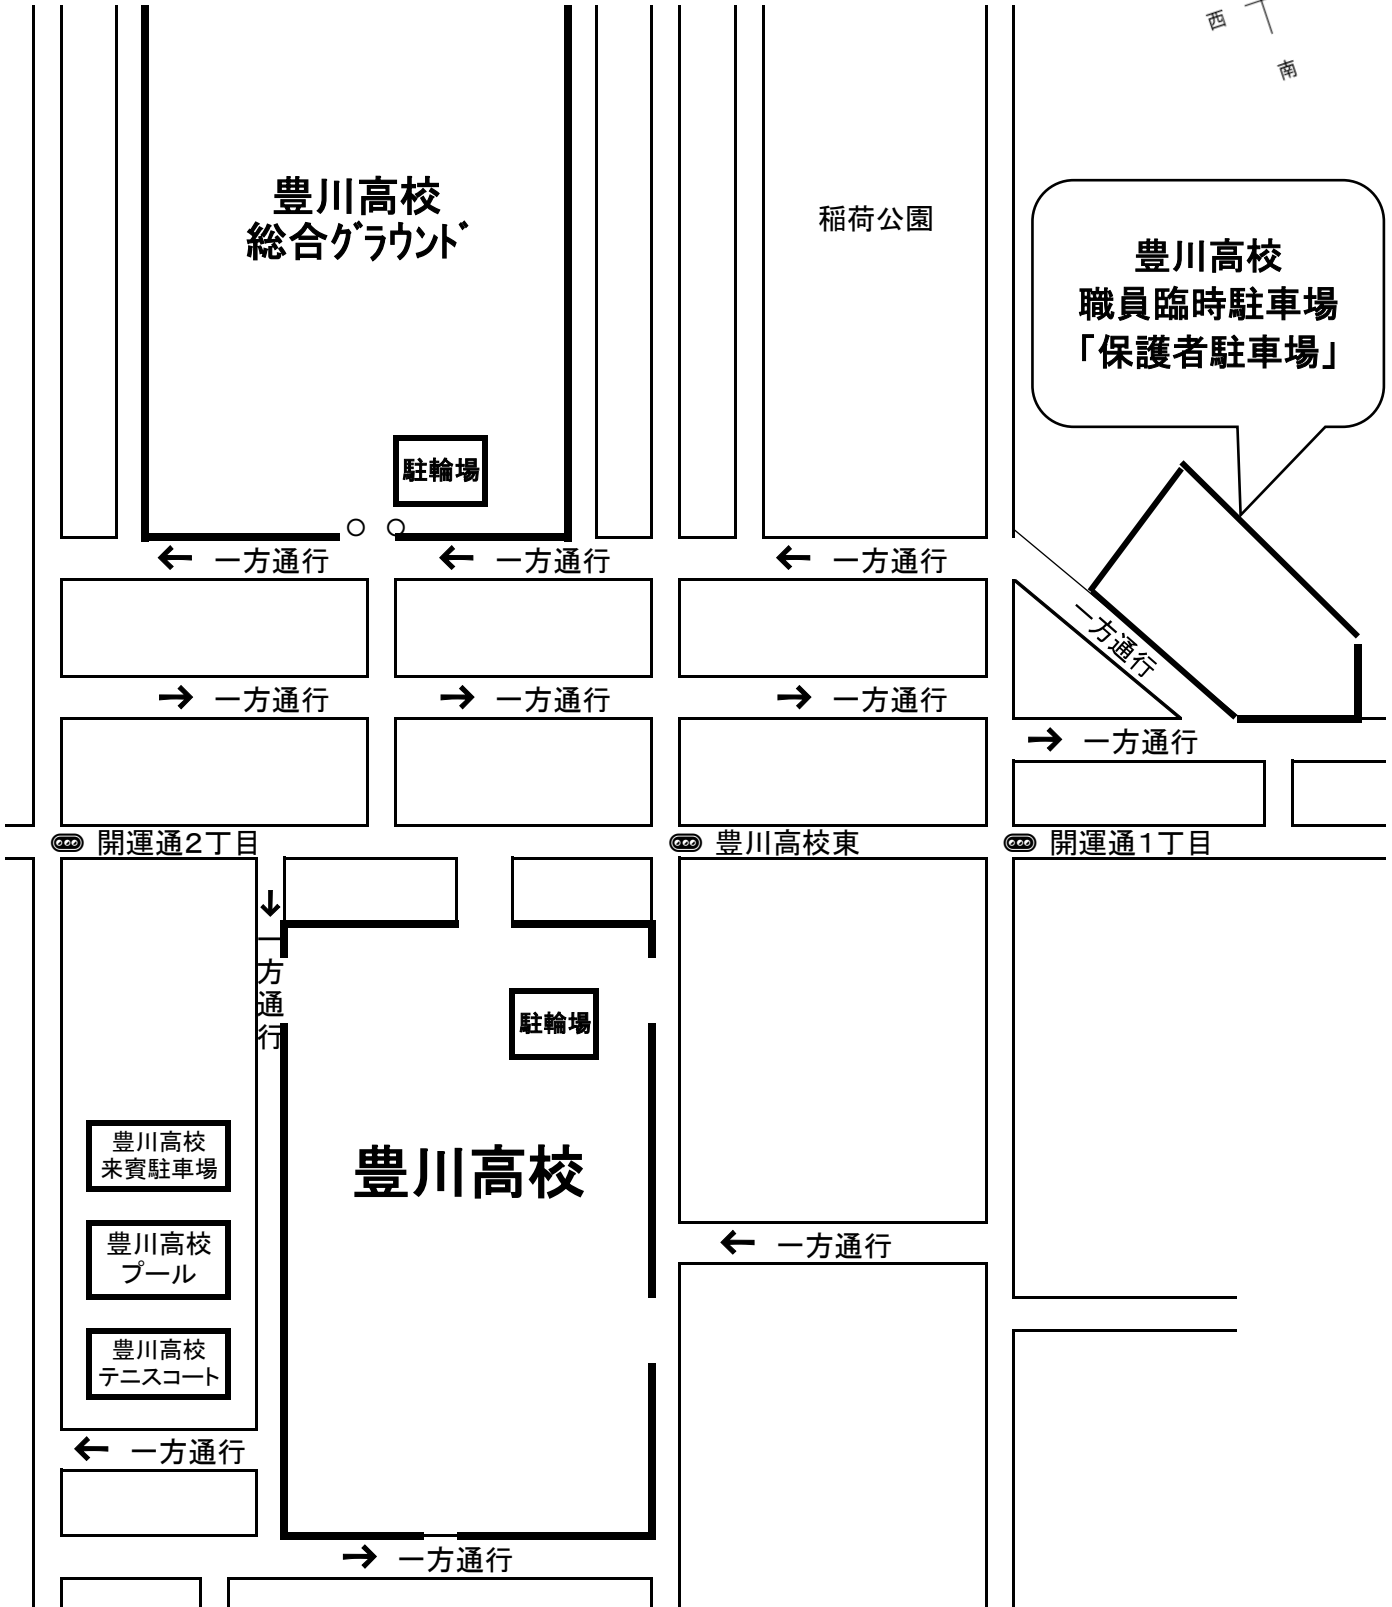 西
南
豊川高校
総合グラウンド
稲荷公園
豊川高校
職員臨時駐車場
「保護者駐車場」
駐輪場
← 一方通行
← 一方通行
← 一方通行
一方通行
→ 一方通行
→ 一方通行
→ 一方通行
→ 一方通行
開運通2丁目
豊川高校東
開運通1丁目
↓一方通行
駐輪場
豊川高校
来賓駐車場
豊川高校
豊川高校
プール
← 一方通行
豊川高校
テニスコート
← 一方通行
→ 一方通行